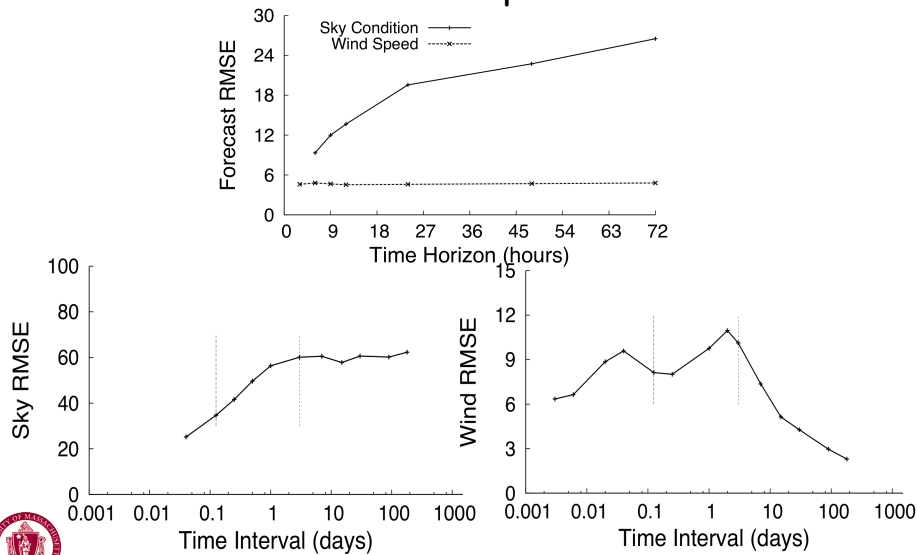 30
24
18
12
6
0
Forecast RMSE
Sky Condition
Wind Speed
0 9 18 27 36 45 54 63 72
Time Horizon (hours)
100
80
60
40
20
0
Sky RMSE
0.001 0.01 0.1 1 10 100 1000
Time Interval (days)
15
12
9
6
3
0
Wind RMSE
0.001 0.01 0.1 1 10 100 1000
Time Interval (days)
OF MASSACHUSE